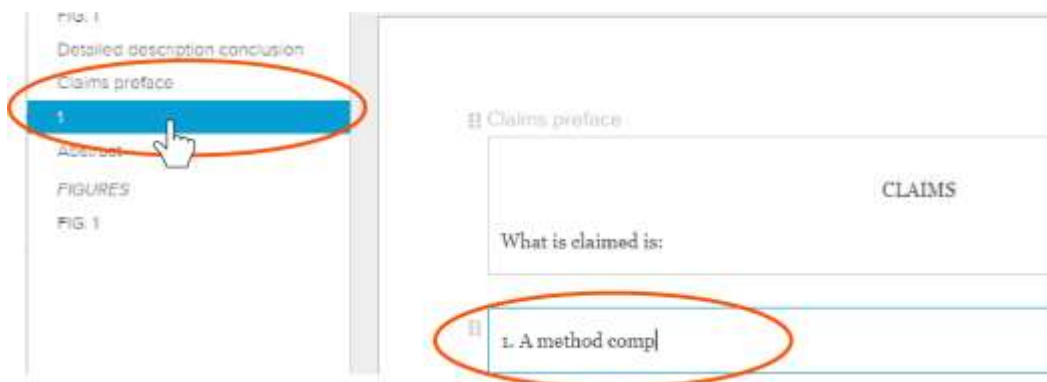 FIG. 1
Detailed description conclusion
Claims preface
1
Abstract
FIGURES
FIG. 1
Claims preface
CLAIMS
What is claimed is:
1. A method comp